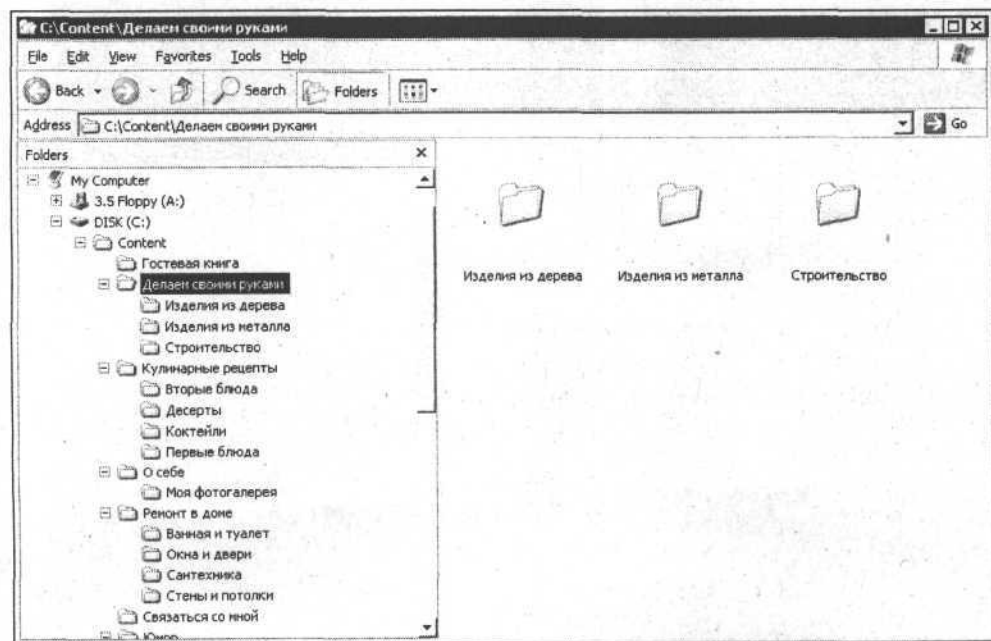 C:\Content\Делаем своими руками
File Edit View Favorites Tools Help
Back Search Folders
Address C:\Content\Делаем своими руками Go
Folders
My Computer
3.5 Floppy (A:)
DISK (C:)
Content
Гостевая книга
Делаем своими руками
Изделия из дерева
Изделия из металла
Строительство
Кулинарные рецепты
Вторые блюда
Десерты
Коктейли
Первые блюда
О себе
Моя фотогалерея
Ремонт в доме
Ванная и туалет
Окна и двери
Сантехника
Стены и потолки
Связаться со мной
Юмор
Изделия из дерева Изделия из металла Строительство